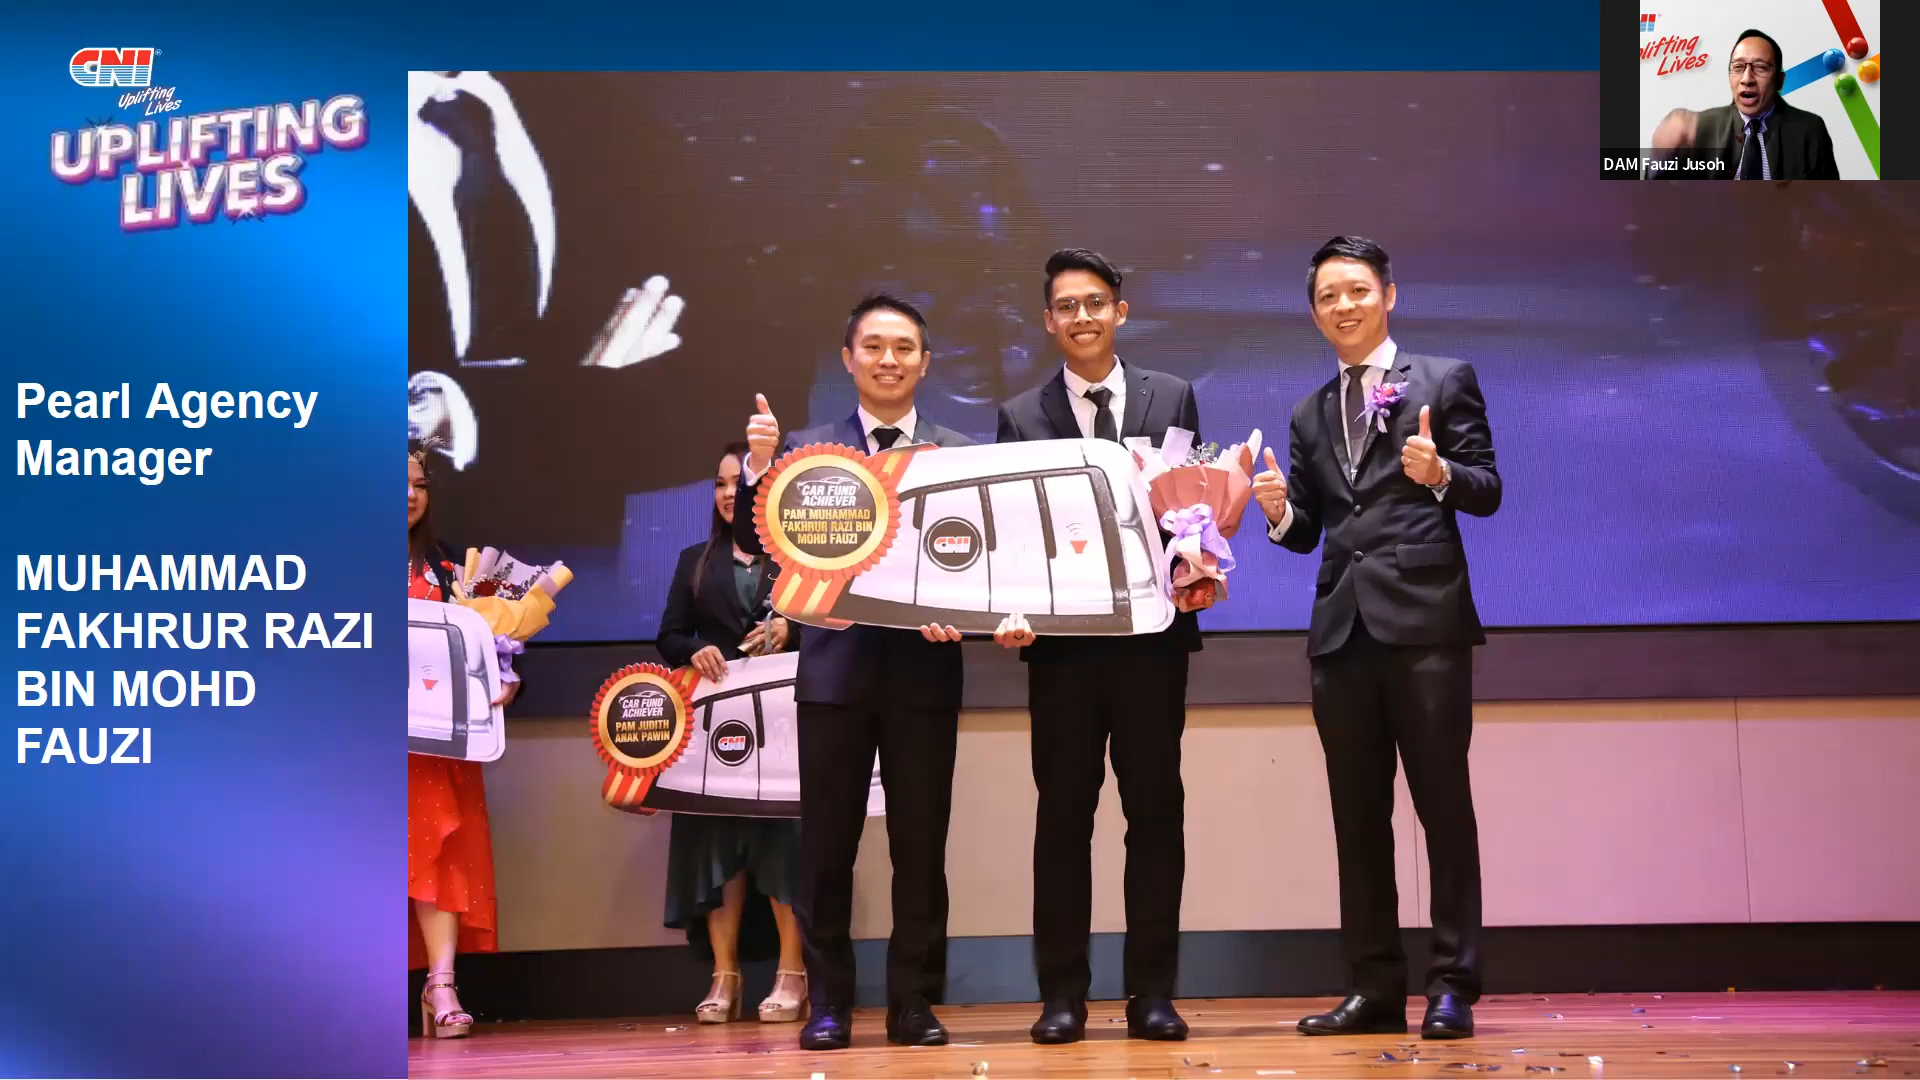 CNI
Uplifting
Lives
UPLIFTING
LIVES
Pearl Agency
Manager
MUHAMMAD
FAKHRUR RAZI
BIN MOHD
FAUZI
CAR FUND
ACHIEVER
PAM MUHAMMAD
FAKHRUR RAZI BIN
MOHD FAUZI
CNI
CAR FUND
ACHIEVER
PAM JUDITH
ANAK PAWIN
CNI
plifting
Lives
DAM Fauzi Jusoh